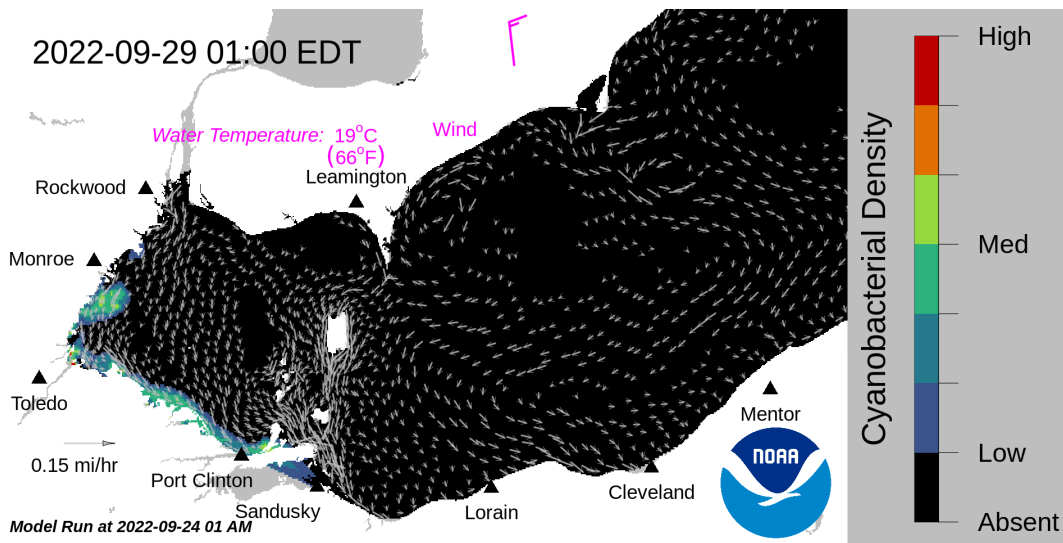 2022-09-29 01:00 EDT
Water Temperature: 19°C
(66°F)
Wind
Leamington
Rockwood
Monroe
Toledo
0.15 mi/hr
Port Clinton
Sandusky
Lorain
Cleveland
Mentor
NOAA
Model Run at 2022-09-24 01 AM
Cyanobacterial Density
High
Med
Low
Absent